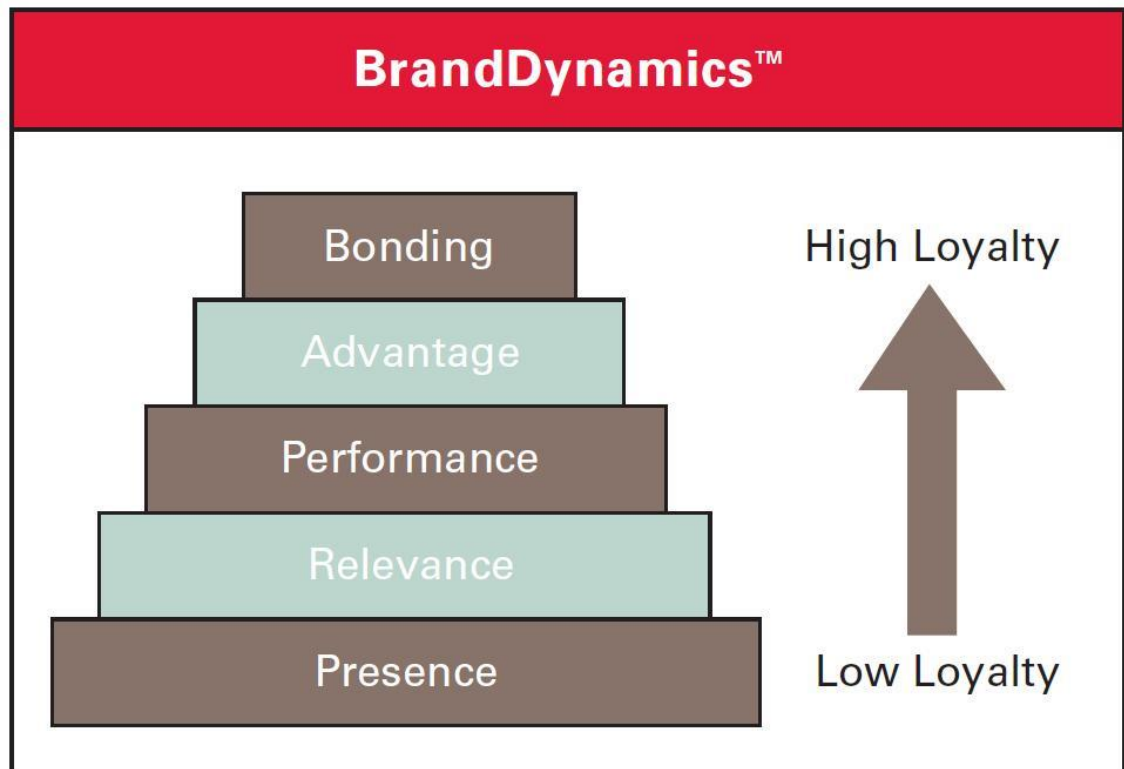 BrandDynamics™
Bonding
High Loyalty
Advantage
Performance
Relevance
Presence
Low Loyalty